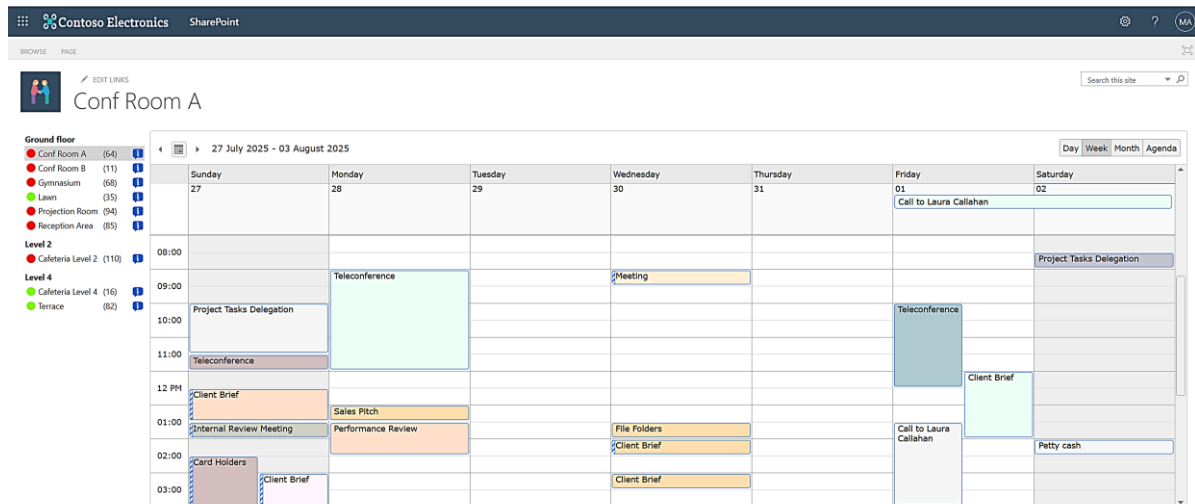 Contoso Electronics SharePoint ? MA
BROWSE PAGE
EDIT LINKS
Conf Room A
Search this site
Ground floor
Conf Room A (64)
Conf Room B (11)
Gymnasium (68)
Lawn (35)
Projection Room (94)
Reception Area (85)
Level 2
Cafeteria Level 2 (110)
Level 4
Cafeteria Level 4 (16)
Terrace (82)
27 July 2025 - 03 August 2025
Day Week Month Agenda
Sunday Monday Tuesday Wednesday Thursday Friday Saturday
27 28 29 30 31 01 02
Call to Laura Callahan
08:00
Project Tasks Delegation
Teleconference
Meeting
09:00
Project Tasks Delegation
Teleconference
10:00
11:00
Teleconference
Client Brief
12 PM
Client Brief
Sales Pitch
01:00
Internal Review Meeting
Performance Review
File Folders
Call to Laura
Callahan
Client Brief
Petty cash
02:00
Card Holders
Client Brief
Client Brief
03:00